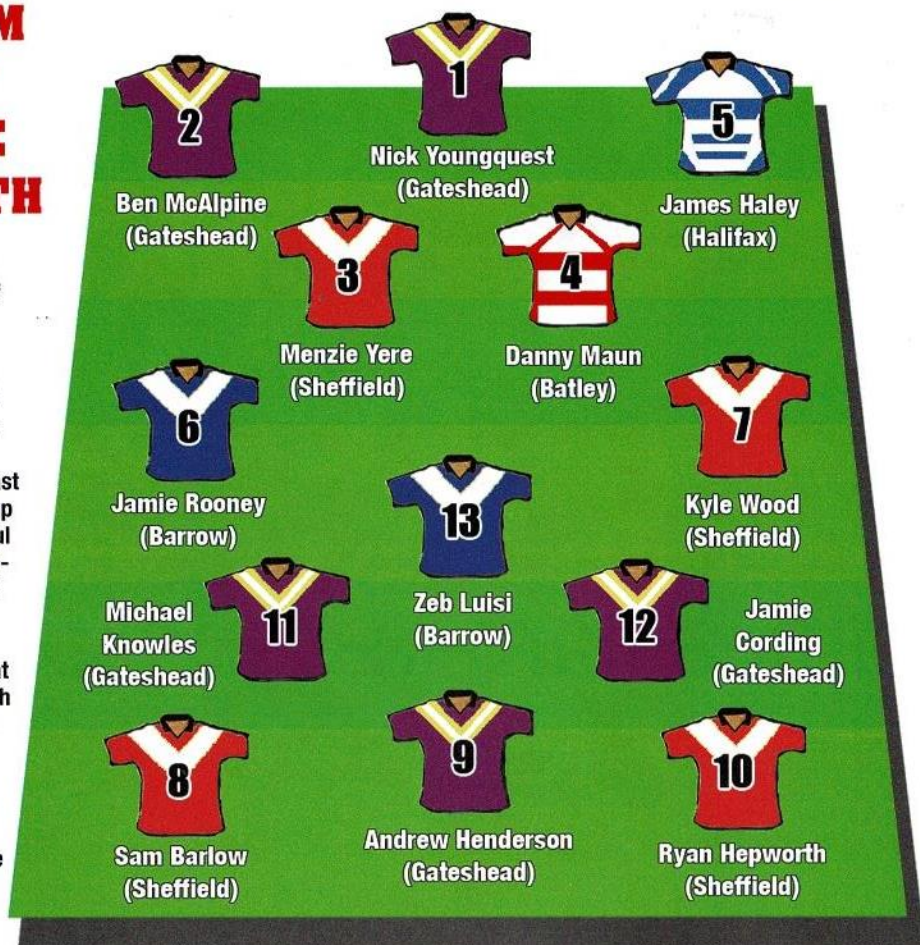 M
TH
1
Nick Youngquest
(Gateshead)
2
Ben McAlpine
(Gateshead)
5
James Haley
(Halifax)
3
Menzie Yere
(Sheffield)
4
Danny Maun
(Batley)
6
Jamie Rooney
(Barrow)
7
Kyle Wood
(Sheffield)
13
Zeb Luisi
(Barrow)
11
Michael
Knowles
(Gateshead)
12
Jamie
Cording
(Gateshead)
8
Sam Barlow
(Sheffield)
9
Andrew Henderson
(Gateshead)
10
Ryan Hepworth
(Sheffield)